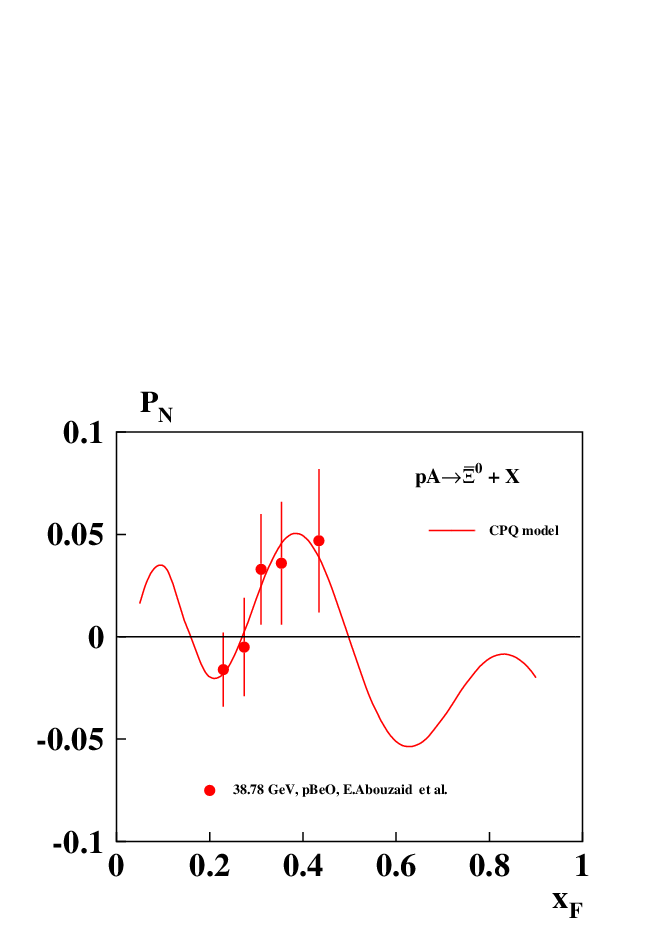 P_N
0.1
pA→Ξ̅⁰ + X
0.05
CPQ model
0
-0.05
38.78 GeV, pBeO, E.Abouzaid et al.
-0.1
0 0.2 0.4 0.6 0.8 1
x_F